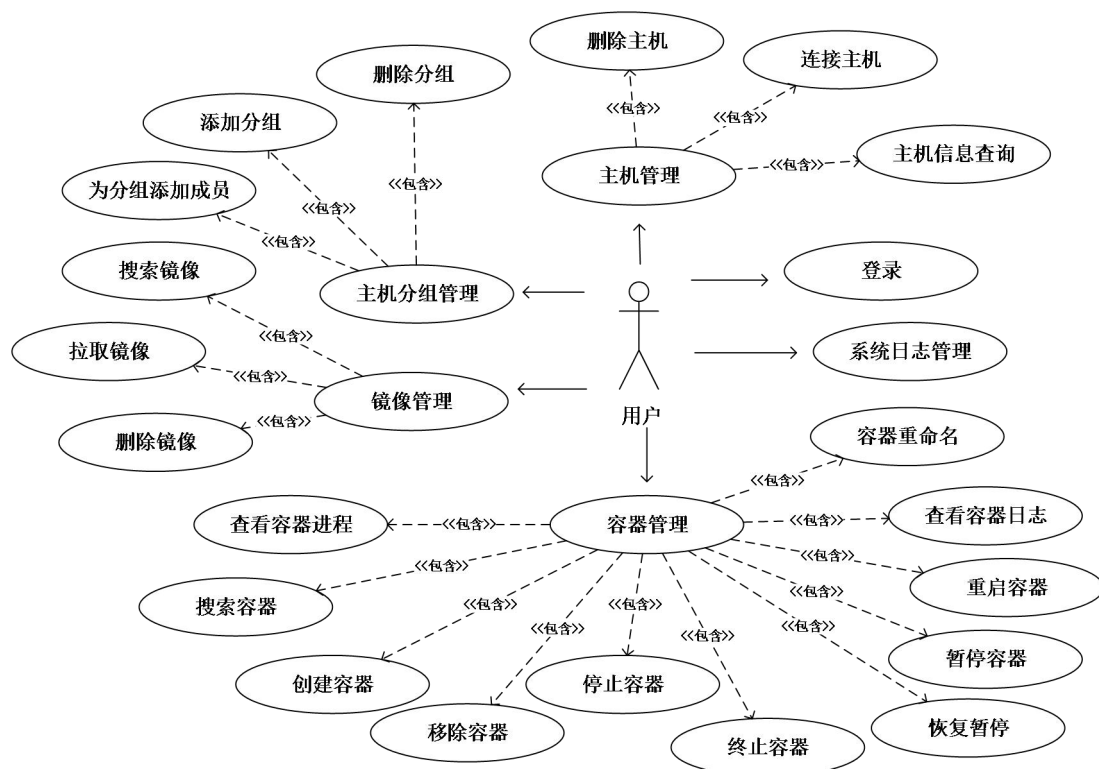 删除主机
连接主机
删除分组
<<包含>>
<<包含>>
添加分组
主机信息查询
<<包含>>
主机管理
<<包含>>
为分组添加成员
<<包含>>
<<包含>>
搜索镜像
主机分组管理
登录
<<包含>>
拉取镜像
系统日志管理
<<包含>>
镜像管理
用户
<<包含>>
删除镜像
容器重命名
<<包含>>
查看容器进程
<<包含>>
容器管理
<<包含>>
查看容器日志
<<包含>>
<<包含>>
重启容器
搜索容器
<<包含>>
<<包含>>
<<包含>>
<<包含>>
<<包含>>
<<包含>>
暂停容器
创建容器
停止容器
移除容器
终止容器
恢复暂停